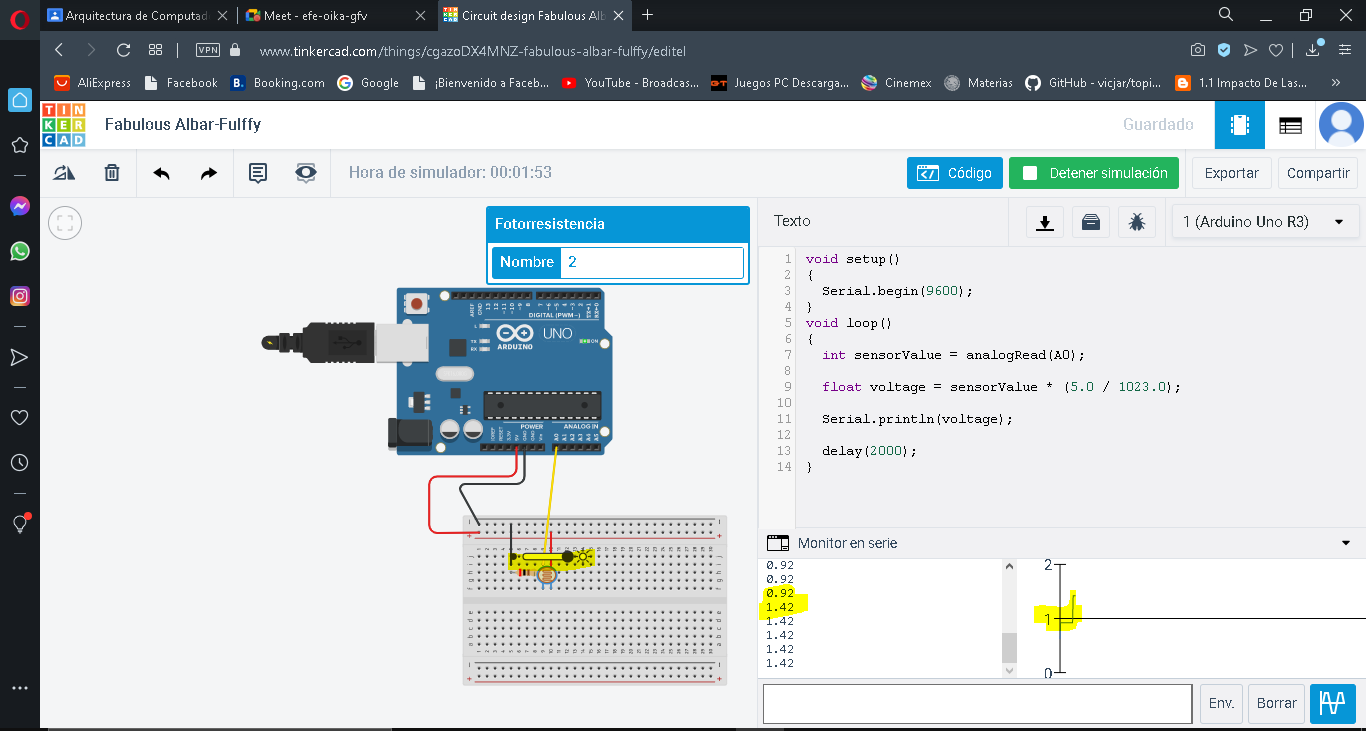 Arquitectura de Computad
Meet - efe-oika-gfv
Circuit design Fabulous Alb
VPN
www.tinkercad.com/things/cgazoDX4MNZ-fabulous-albar-fulffy/editel
AliExpress
Facebook
Booking.com
Google
¡Bienvenido a Faceb...
YouTube - Broadcas...
Juegos PC Descarga...
Cinemex
Materias
GitHub - vicjar/topi...
1.1 Impacto De Las...
TIN
KER
CAD
Fabulous Albar-Fulffy
Guardado
Hora de simulador: 00:01:53
Código
Detener simulación
Exportar
Compartir
Fotorresistencia
Nombre 2
Texto
1 (Arduino Uno R3)
DIGITAL (PWM~)
UNO
ARDUINO
ON
POWER
ANALOG IN
1 void setup()
2 {
3 Serial.begin(9600);
4 }
5 void loop()
6 {
7 int sensorValue = analogRead(A0);
8
9 float voltage = sensorValue * (5.0 / 1023.0);
10
11 Serial.println(voltage);
12
13 delay(2000);
14 }
Monitor en serie
0.92
0.92
0.92
1.42
1.42
1.42
1.42
1.42
2
1
0
Env.
Borrar